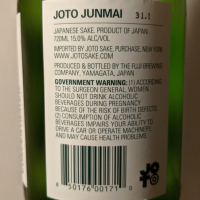 JOTO JUNMAI 31.1
JAPANESE SAKE. PRODUCT OF JAPAN
720ML 15.0% ALC/VOL
IMPORTED BY JOTO SAKE, PURCHASE, NEW YORK
WWW.JOTOSAKE.COM
PRODUCED & BOTTLED BY THE FUJI BREWING
COMPANY, YAMAGATA, JAPAN
GOVERNMENT WARNING: (1) ACCORDING
TO THE SURGEON GENERAL, WOMEN
SHOULD NOT DRINK ALCOHOLIC
BEVERAGES DURING PREGNANCY
BECAUSE OF THE RISK OF BIRTH DEFECTS.
(2) CONSUMPTION OF ALCOHOLIC
BEVERAGES IMPAIRS YOUR ABILITY TO
DRIVE A CAR OR OPERATE MACHINERY,
AND MAY CAUSE HEALTH PROBLEMS.
8 50176 00171 0